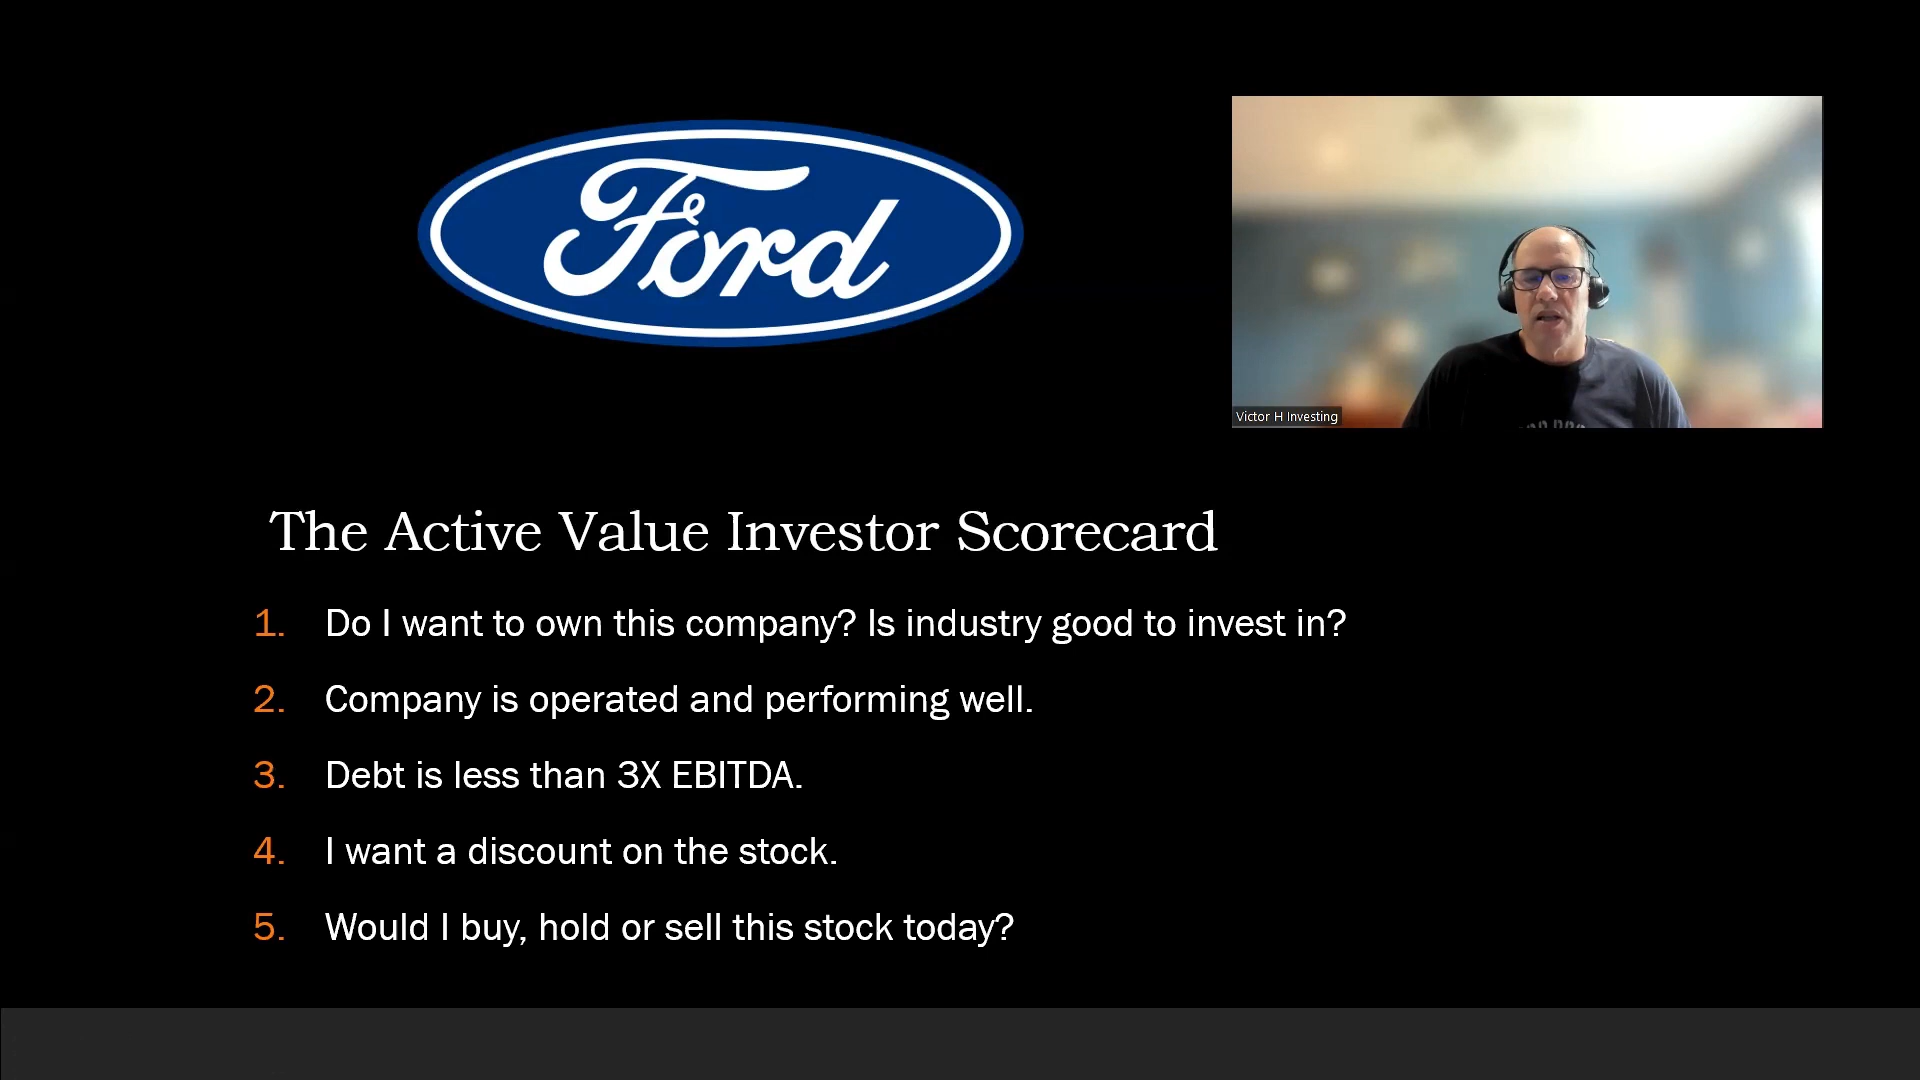 Ford
Victor H Investing
The Active Value Investor Scorecard
1. Do I want to own this company? Is industry good to invest in?
2. Company is operated and performing well.
3. Debt is less than 3X EBITDA.
4. I want a discount on the stock.
5. Would I buy, hold or sell this stock today?